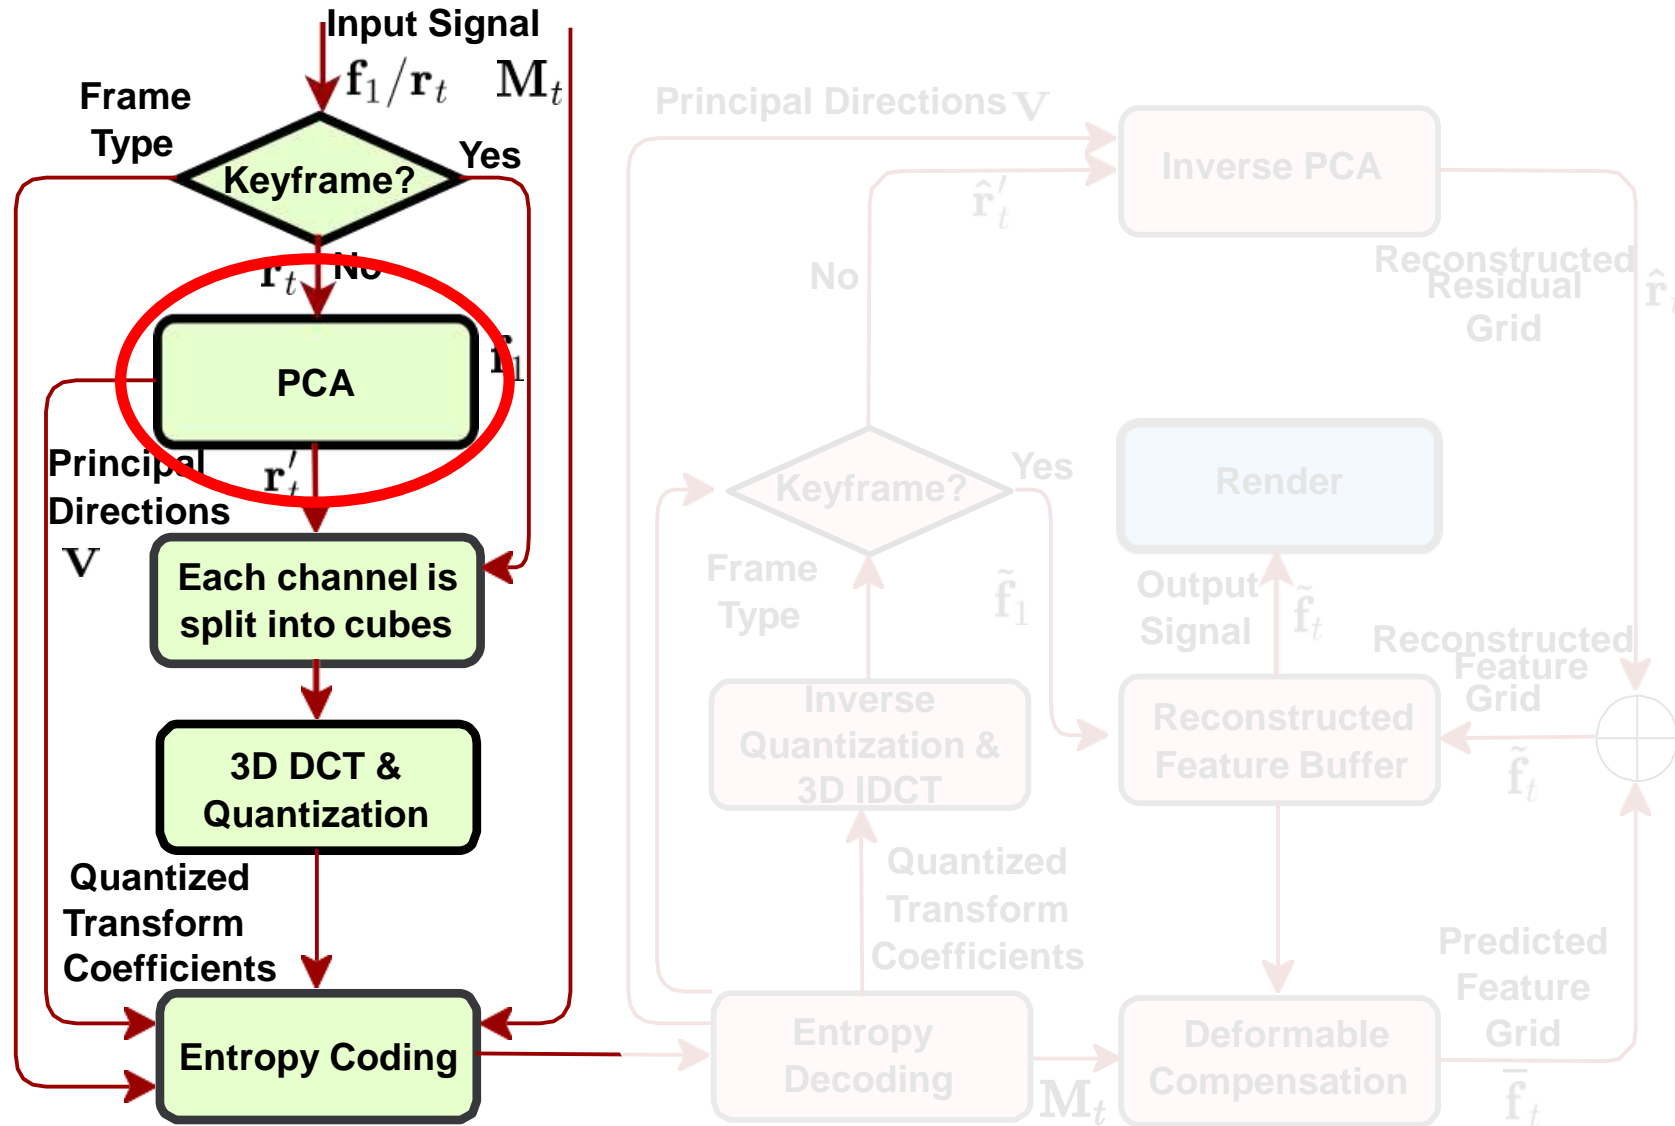 Input Signal
f₁/rₜ Mₜ
Frame
Type
Keyframe?
Yes
rₜ No
PCA
f₁
Principal
Directions
V
r′ₜ
Each channel is
split into cubes
3D DCT &
Quantization
Quantized
Transform
Coefficients
Entropy Coding
Principal Directions V
Inverse PCA
r̂′ₜ
No
Reconstructed
Residual
Grid
r̂ₜ
Keyframe?
Yes
Render
Frame
Type
f̃₁
Output
Signal
f̃ₜ
Reconstructed
Feature
Grid
f̃ₜ
Inverse
Quantization &
3D IDCT
Reconstructed
Feature Buffer
Quantized
Transform
Coefficients
Predicted
Feature
Grid
f̄ₜ
Entropy
Decoding
Mₜ
Deformable
Compensation